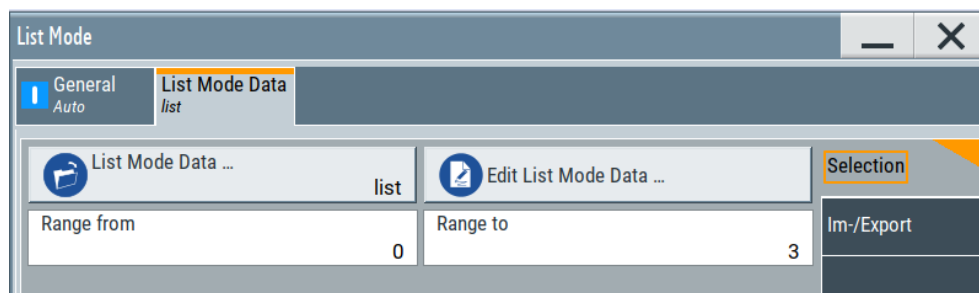 List Mode
General
Auto
List Mode Data
list
List Mode Data ...
list
Edit List Mode Data ...
Selection
Range from
0
Range to
3
Im-/Export